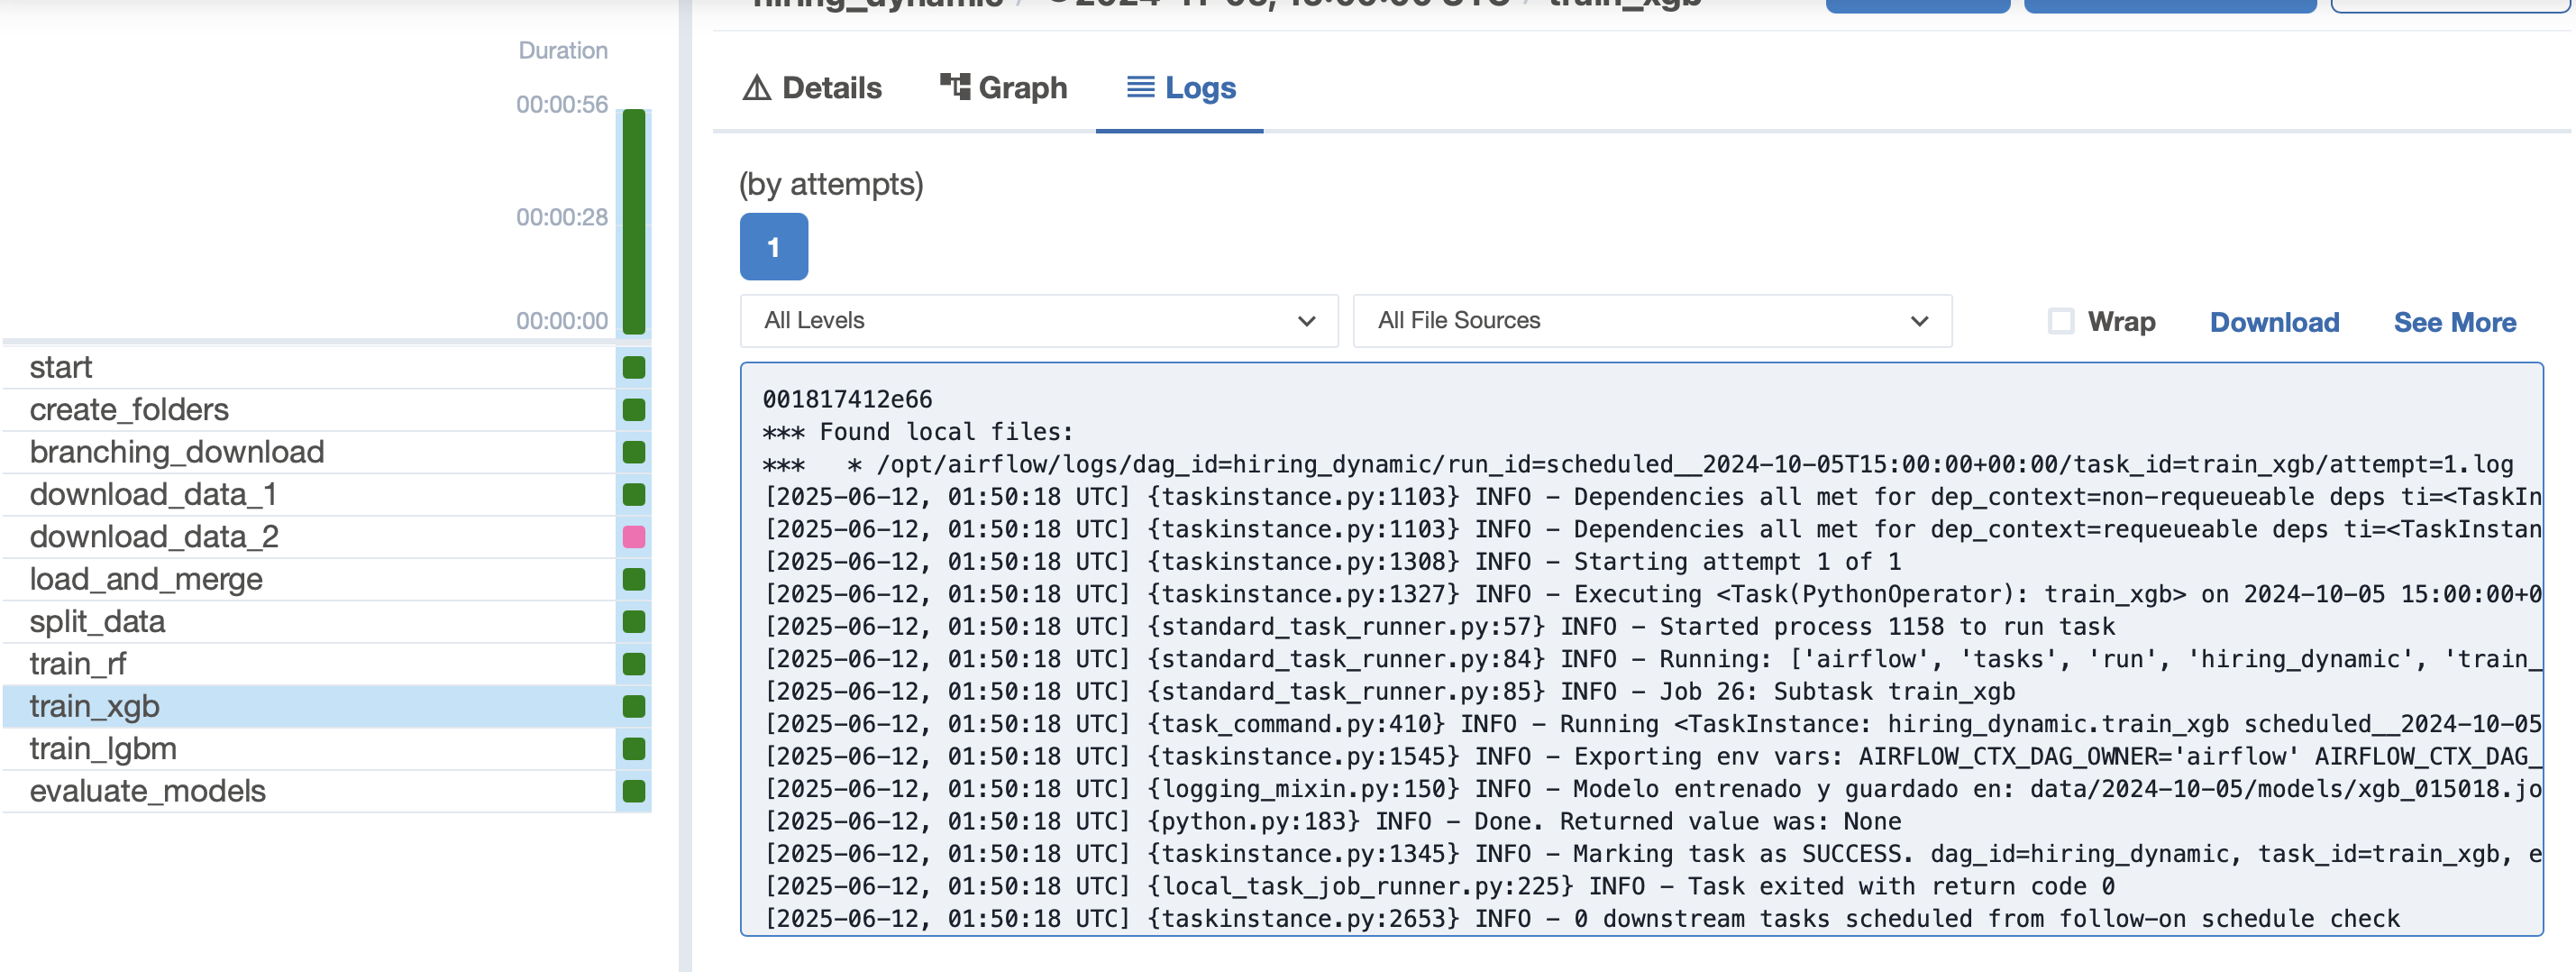 hiring_dynamic / 2024-11-05, 15:00:00 UTC / train_xgb
Duration
00:00:56
00:00:28
00:00:00
start
create_folders
branching_download
download_data_1
download_data_2
load_and_merge
split_data
train_rf
train_xgb
train_lgbm
evaluate_models
Details
Graph
Logs
(by attempts)
1
All Levels
All File Sources
Wrap
Download
See More
001817412e66
*** Found local files:
***   * /opt/airflow/logs/dag_id=hiring_dynamic/run_id=scheduled__2024-10-05T15:00:00+00:00/task_id=train_xgb/attempt=1.log
[2025-06-12, 01:50:18 UTC] {taskinstance.py:1103} INFO - Dependencies all met for dep_context=non-requeueable deps ti=<TaskIn
[2025-06-12, 01:50:18 UTC] {taskinstance.py:1103} INFO - Dependencies all met for dep_context=requeueable deps ti=<TaskInstan
[2025-06-12, 01:50:18 UTC] {taskinstance.py:1308} INFO - Starting attempt 1 of 1
[2025-06-12, 01:50:18 UTC] {taskinstance.py:1327} INFO - Executing <Task(PythonOperator): train_xgb> on 2024-10-05 15:00:00+0
[2025-06-12, 01:50:18 UTC] {standard_task_runner.py:57} INFO - Started process 1158 to run task
[2025-06-12, 01:50:18 UTC] {standard_task_runner.py:84} INFO - Running: ['airflow', 'tasks', 'run', 'hiring_dynamic', 'train_
[2025-06-12, 01:50:18 UTC] {standard_task_runner.py:85} INFO - Job 26: Subtask train_xgb
[2025-06-12, 01:50:18 UTC] {task_command.py:410} INFO - Running <TaskInstance: hiring_dynamic.train_xgb scheduled__2024-10-05
[2025-06-12, 01:50:18 UTC] {taskinstance.py:1545} INFO - Exporting env vars: AIRFLOW_CTX_DAG_OWNER='airflow' AIRFLOW_CTX_DAG_
[2025-06-12, 01:50:18 UTC] {logging_mixin.py:150} INFO - Modelo entrenado y guardado en: data/2024-10-05/models/xgb_015018.jo
[2025-06-12, 01:50:18 UTC] {python.py:183} INFO - Done. Returned value was: None
[2025-06-12, 01:50:18 UTC] {taskinstance.py:1345} INFO - Marking task as SUCCESS. dag_id=hiring_dynamic, task_id=train_xgb, e
[2025-06-12, 01:50:18 UTC] {local_task_job_runner.py:225} INFO - Task exited with return code 0
[2025-06-12, 01:50:18 UTC] {taskinstance.py:2653} INFO - 0 downstream tasks scheduled from follow-on schedule check